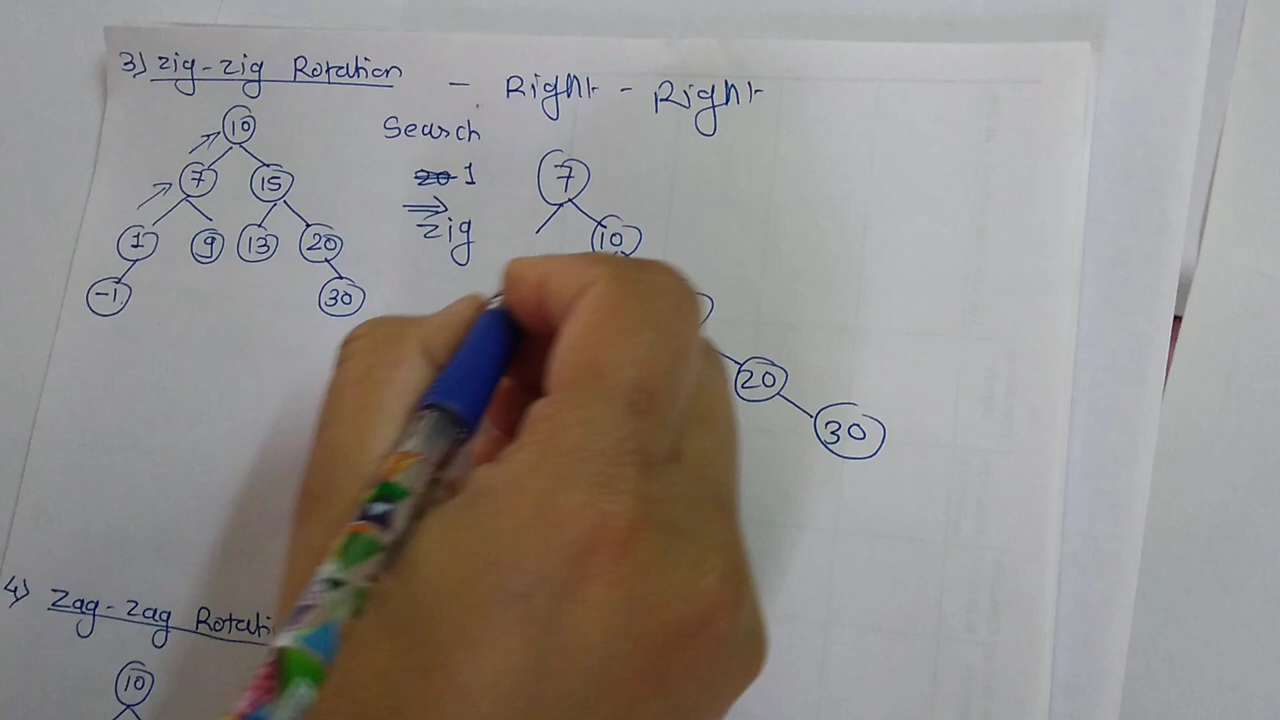 3) Zig-Zig Rotation - Right - Right
10
7 15
1 9 13 20
-1 30
Search
20 1
⇒
Zig
7
10
20
30
4) Zag-Zag Rotati
10